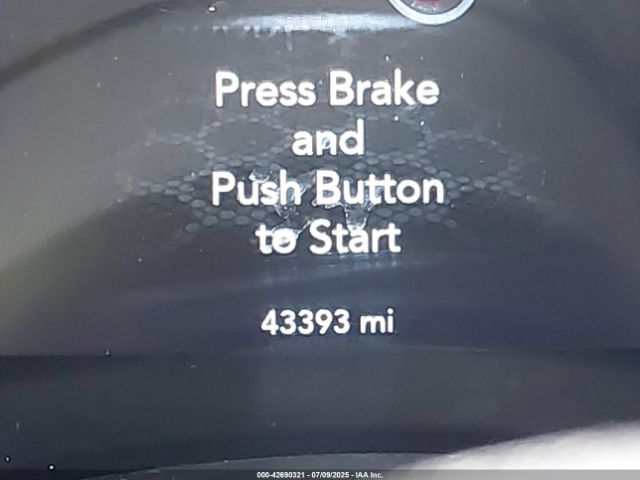 Press Brake
and
Push Button
to Start
43393 mi
000-42690321 - 07/09/2025 - IAA Inc.